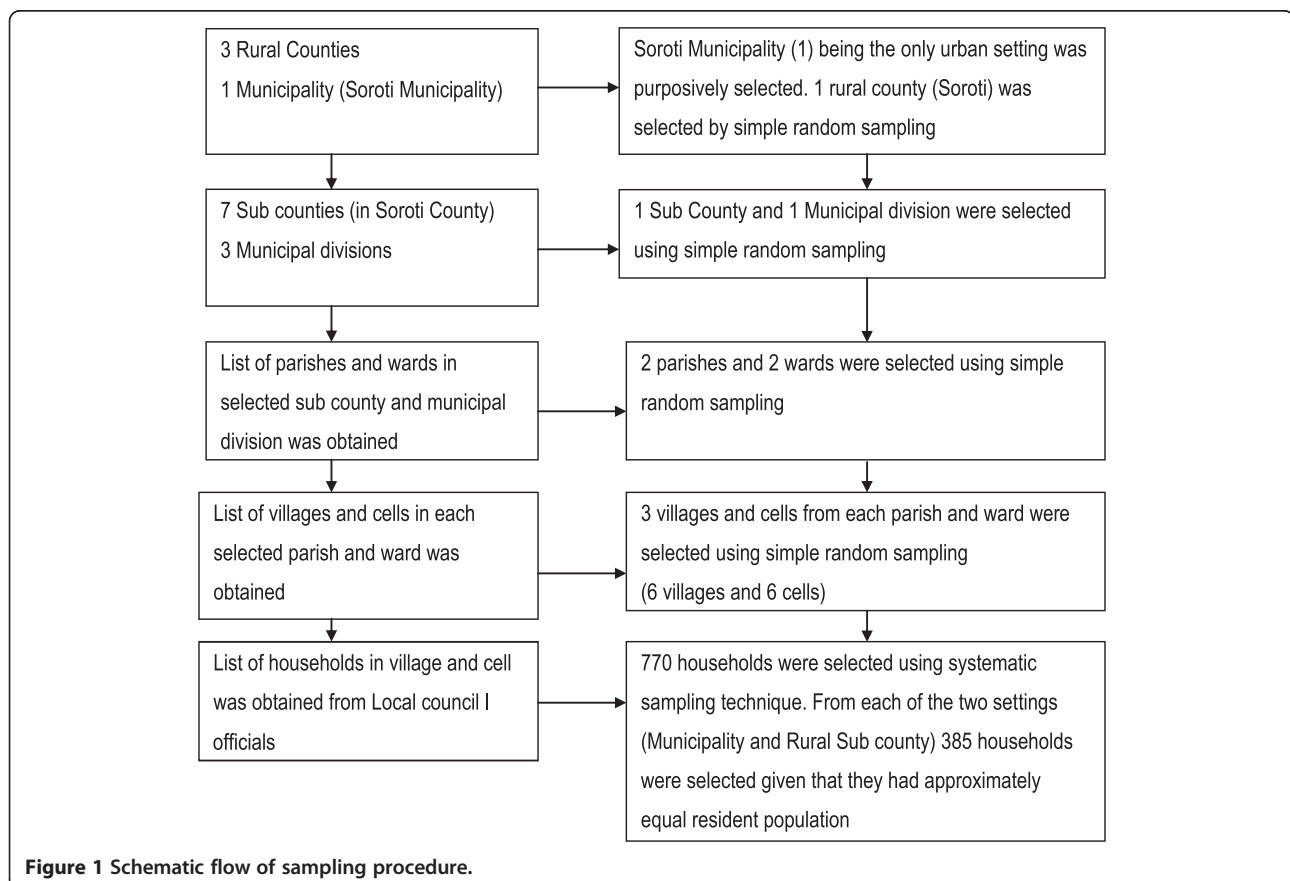 3 Rural Counties
1 Municipality (Soroti Municipality)
Soroti Municipality (1) being the only urban setting was
purposively selected. 1 rural county (Soroti) was
selected by simple random sampling
7 Sub counties (in Soroti County)
3 Municipal divisions
1 Sub County and 1 Municipal division were selected
using simple random sampling
List of parishes and wards in
selected sub county and municipal
division was obtained
2 parishes and 2 wards were selected using simple
random sampling
List of villages and cells in each
selected parish and ward was
obtained
3 villages and cells from each parish and ward were
selected using simple random sampling
(6 villages and 6 cells)
List of households in village and cell
was obtained from Local council I
officials
770 households were selected using systematic
sampling technique. From each of the two settings
(Municipality and Rural Sub county) 385 households
were selected given that they had approximately
equal resident population
Figure 1 Schematic flow of sampling procedure.